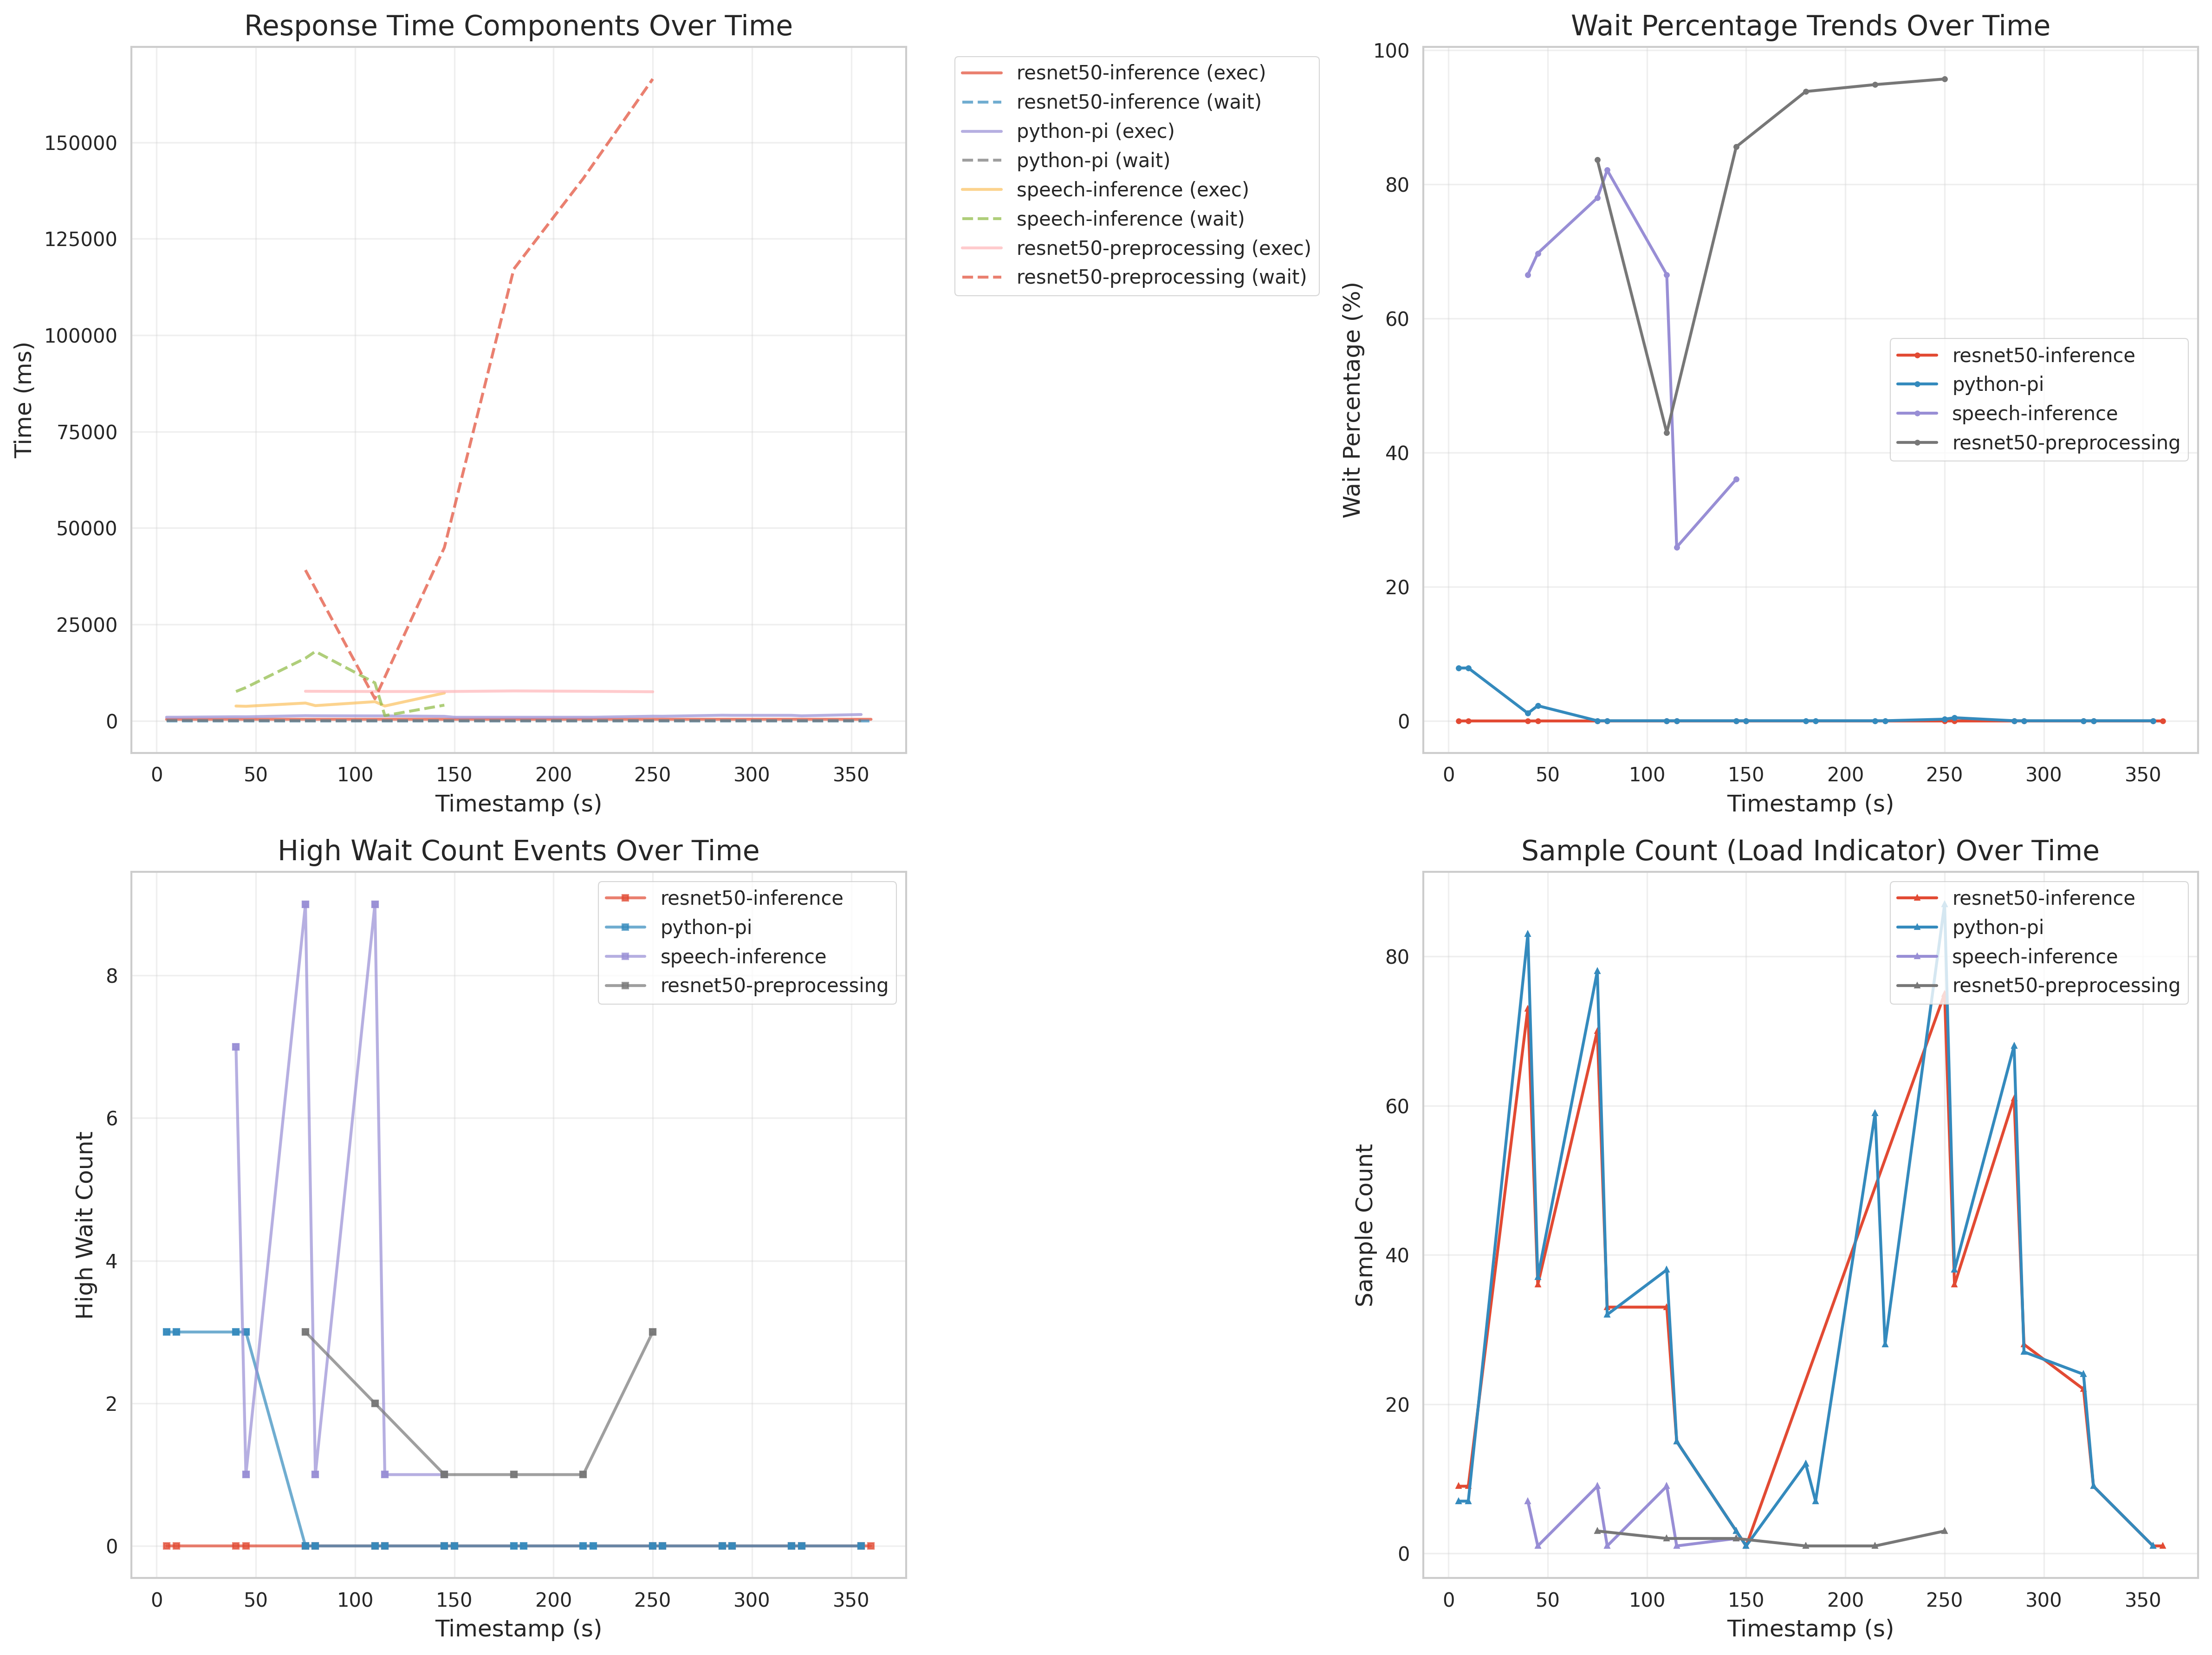 Response Time Components Over Time
Time (ms)
150000
125000
100000
75000
50000
25000
0
0 50 100 150 200 250 300 350
Timestamp (s)
resnet50-inference (exec)
resnet50-inference (wait)
python-pi (exec)
python-pi (wait)
speech-inference (exec)
speech-inference (wait)
resnet50-preprocessing (exec)
resnet50-preprocessing (wait)
Wait Percentage Trends Over Time
Wait Percentage (%)
100
80
60
40
20
0
0 50 100 150 200 250 300 350
Timestamp (s)
resnet50-inference
python-pi
speech-inference
resnet50-preprocessing
High Wait Count Events Over Time
High Wait Count
8
6
4
2
0
0 50 100 150 200 250 300 350
Timestamp (s)
resnet50-inference
python-pi
speech-inference
resnet50-preprocessing
Sample Count (Load Indicator) Over Time
Sample Count
80
60
40
20
0
0 50 100 150 200 250 300 350
Timestamp (s)
resnet50-inference
python-pi
speech-inference
resnet50-preprocessing